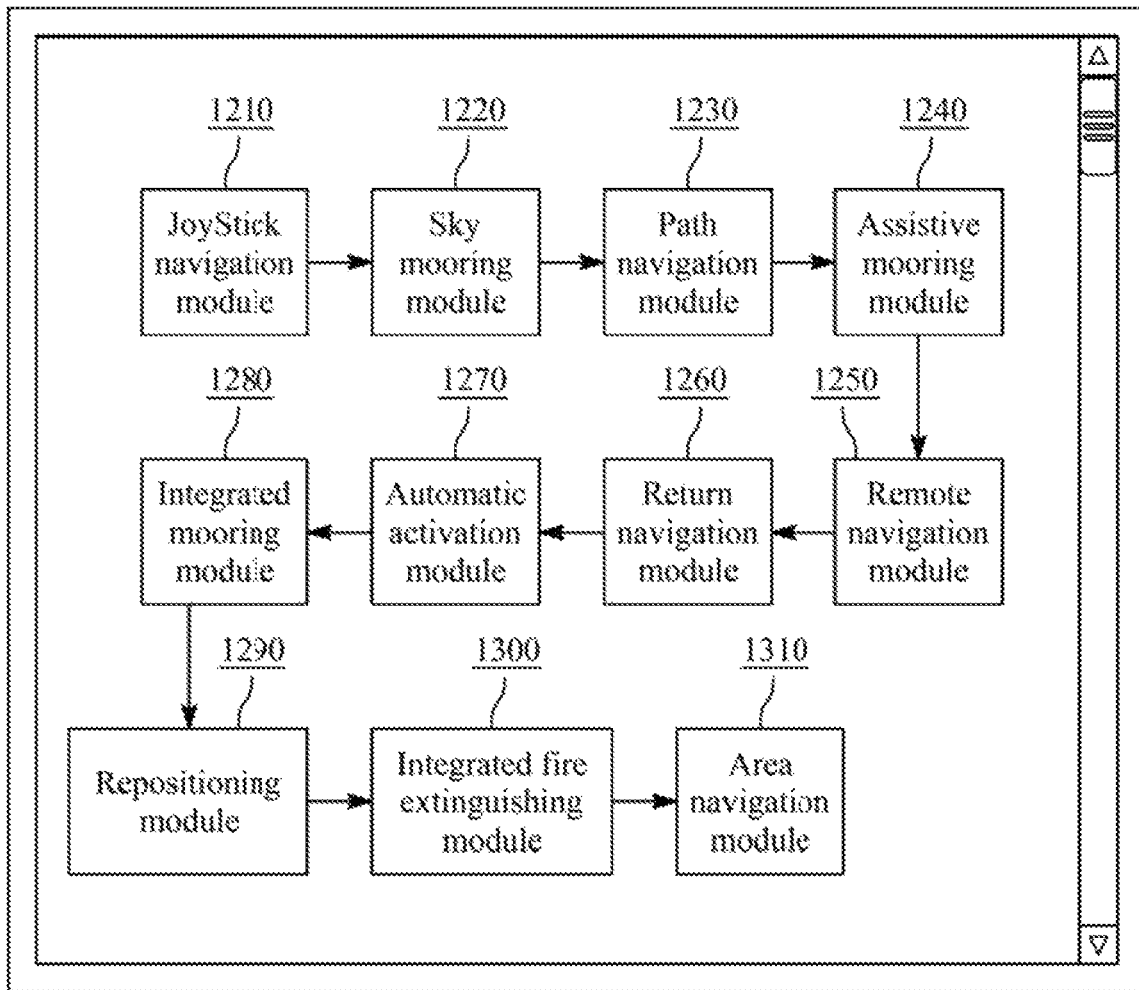 1210
1220
1230
1240
JoyStick
navigation
module
Sky
mooring
module
Path
navigation
module
Assistive
mooring
module
1280
1270
1260
1250
Integrated
mooring
module
Automatic
activation
module
Return
navigation
module
Remote
navigation
module
1290
1300
1310
Repositioning
module
Integrated fire
extinguishing
module
Area
navigation
module